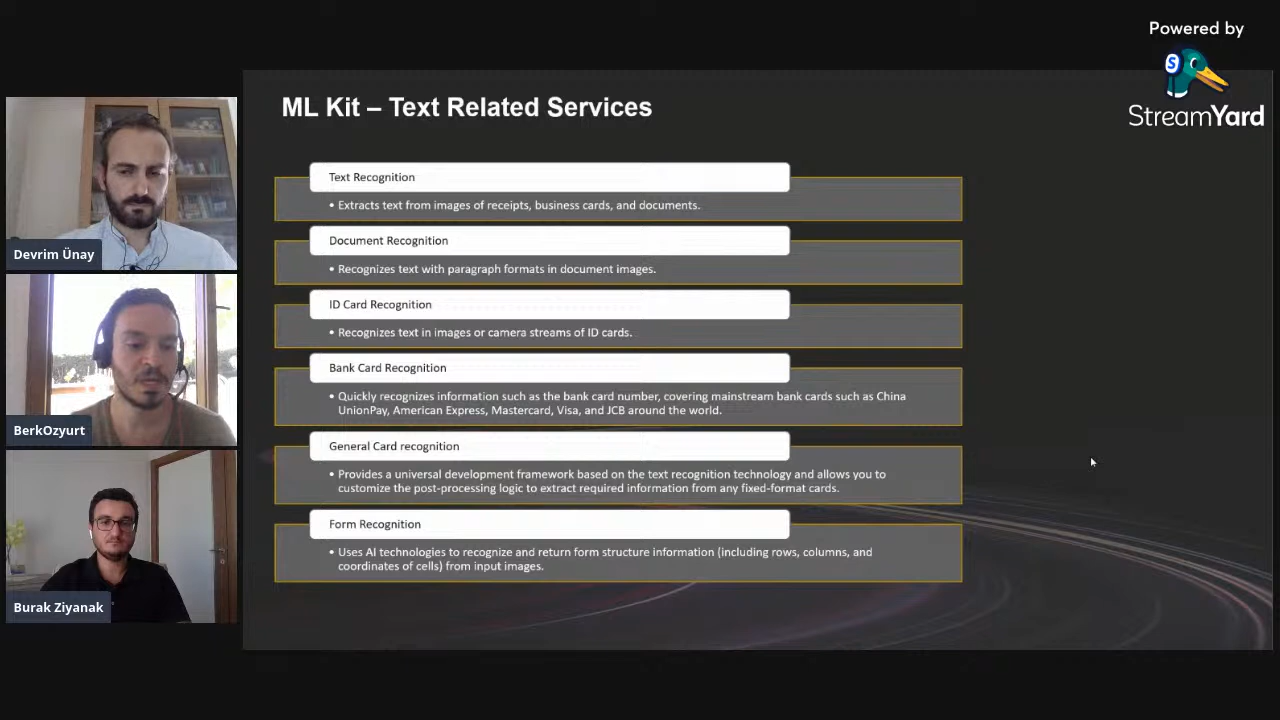 Powered by
S
StreamYard
ML Kit – Text Related Services
Text Recognition
• Extracts text from images of receipts, business cards, and documents.
Document Recognition
• Recognizes text with paragraph formats in document images.
ID Card Recognition
• Recognizes text in images or camera streams of ID cards.
Bank Card Recognition
• Quickly recognizes information such as the bank card number, covering mainstream bank cards such as China
UnionPay, American Express, Mastercard, Visa, and JCB around the world.
General Card recognition
• Provides a universal development framework based on the text recognition technology and allows you to
customize the post-processing logic to extract required information from any fixed-format cards.
Form Recognition
• Uses AI technologies to recognize and return form structure information (including rows, columns, and
coordinates of cells) from input images.
Devrim Ünay
BerkOzyurt
Burak Ziyanak